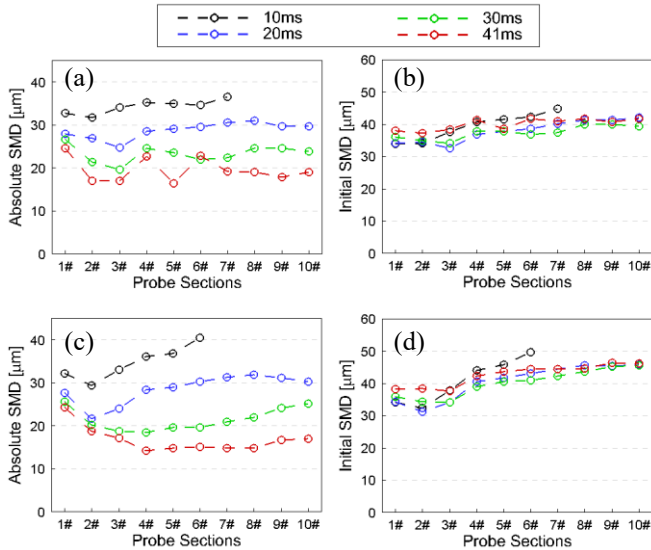 10ms 30ms
20ms 41ms
(a)
Absolute SMD [μm]
40
30
20
10
0
1# 2# 3# 4# 5# 6# 7# 8# 9# 10#
Probe Sections
(b)
Initial SMD [μm]
60
50
40
30
20
10
0
1# 2# 3# 4# 5# 6# 7# 8# 9# 10#
Probe Sections
(c)
Absolute SMD [μm]
40
30
20
10
0
1# 2# 3# 4# 5# 6# 7# 8# 9# 10#
Probe Sections
(d)
Initial SMD [μm]
60
50
40
30
20
10
0
1# 2# 3# 4# 5# 6# 7# 8# 9# 10#
Probe Sections